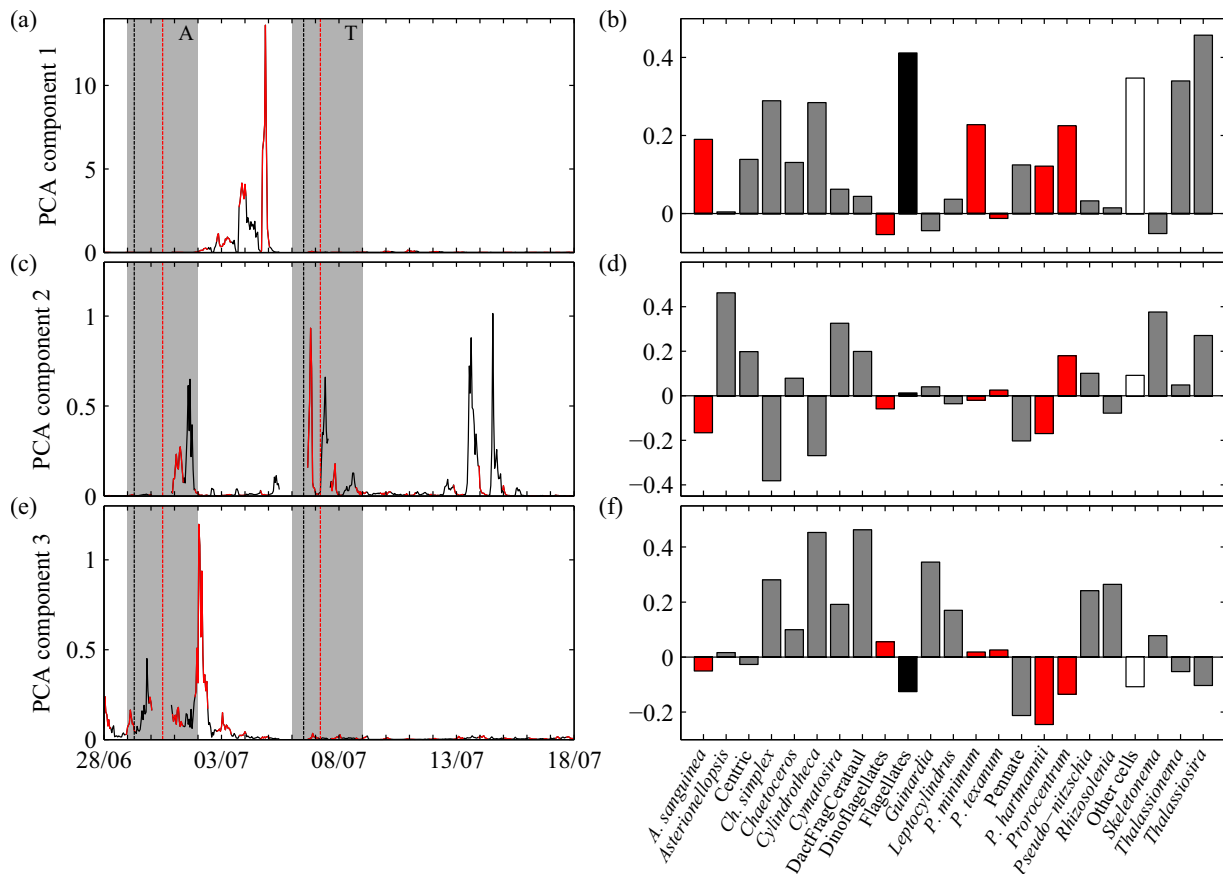 (a)
PCA component 1
A
T
10
5
0
(b)
0.4
0.2
0
(c)
PCA component 2
1
0.5
0
(d)
0.4
0.2
0
−0.2
−0.4
(e)
PCA component 3
1
0.5
0
28/06
03/07
08/07
13/07
18/07
(f)
0.4
0.2
0
−0.2
A. sanguinea
Asterionellopsis
Centric
Ch. simplex
Chaetoceros
Cylindrotheca
Cymatosira
DactFragCerataul
Dinoflagellates
Flagellates
Guinardia
Leptocylindrus
P. minimum
P. texanum
Pennate
P. hartmannii
Prorocentrum
Pseudo−nitzschia
Rhizosolenia
Other cells
Skeletonema
Thalassionema
Thalassiosira